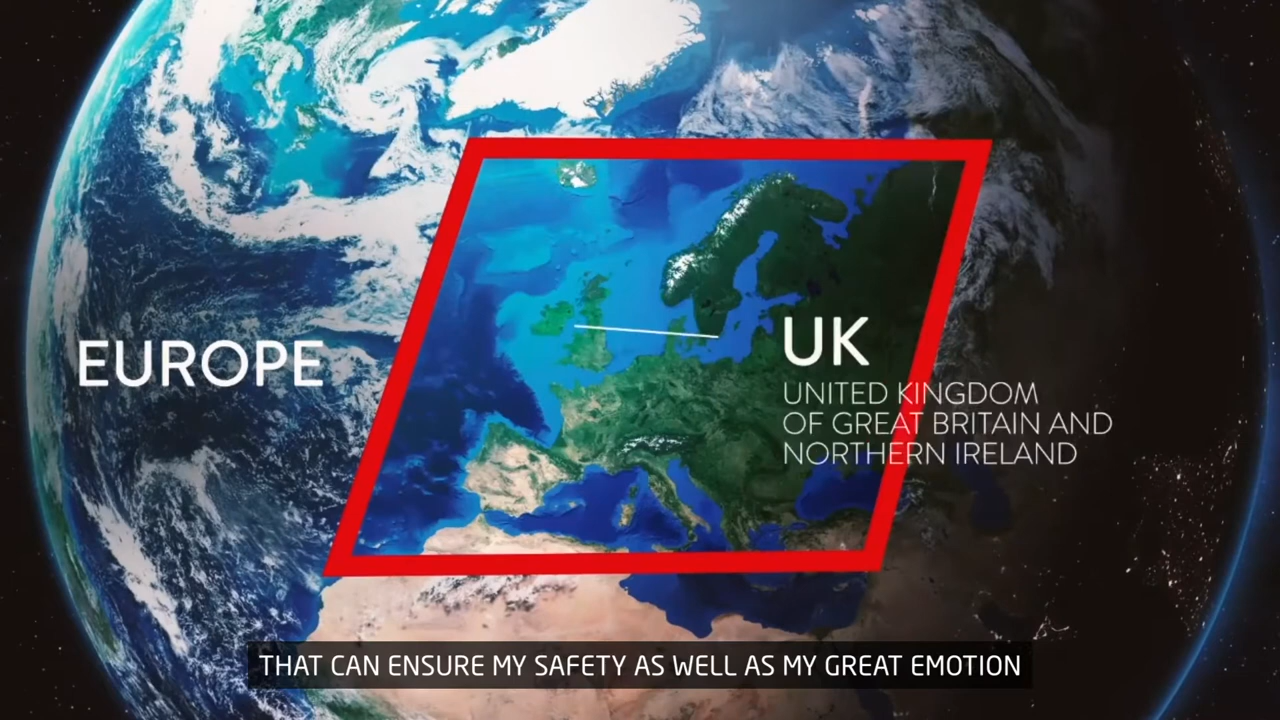 EUROPE
UK
UNITED KINGDOM
OF GREAT BRITAIN AND
NORTHERN IRELAND
THAT CAN ENSURE MY SAFETY AS WELL AS MY GREAT EMOTION